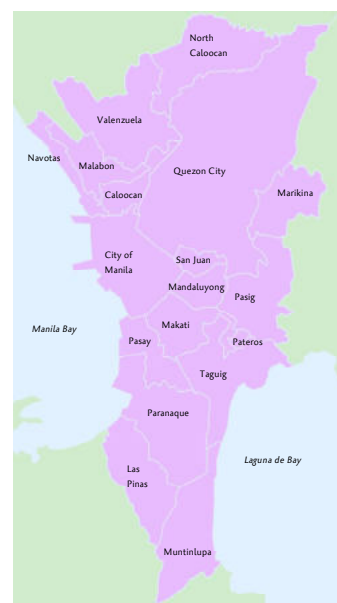 North
Caloocan
Valenzuela
Navotas
Malabon
Quezon City
Caloocan
Marikina
City of
Manila
San Juan
Mandaluyong
Pasig
Manila Bay
Makati
Pasay
Pateros
Taguig
Paranaque
Las
Pinas
Laguna de Bay
Muntinlupa